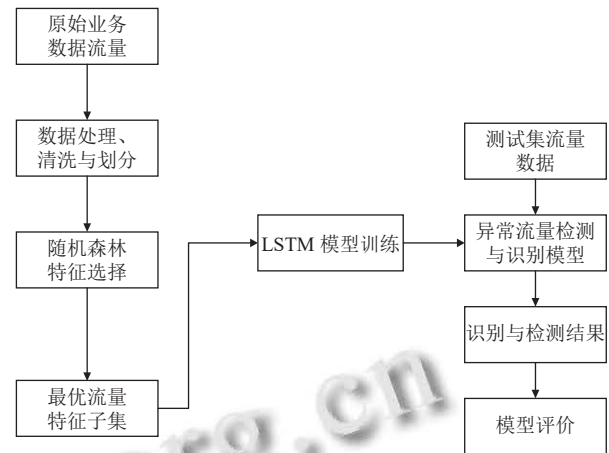 原始业务
数据流量
数据处理、
清洗与划分
随机森林
特征选择
最优流量
特征子集
LSTM 模型训练
测试集流量
数据
异常流量检测
与识别模型
识别与检测结果
模型评价
rg.cn